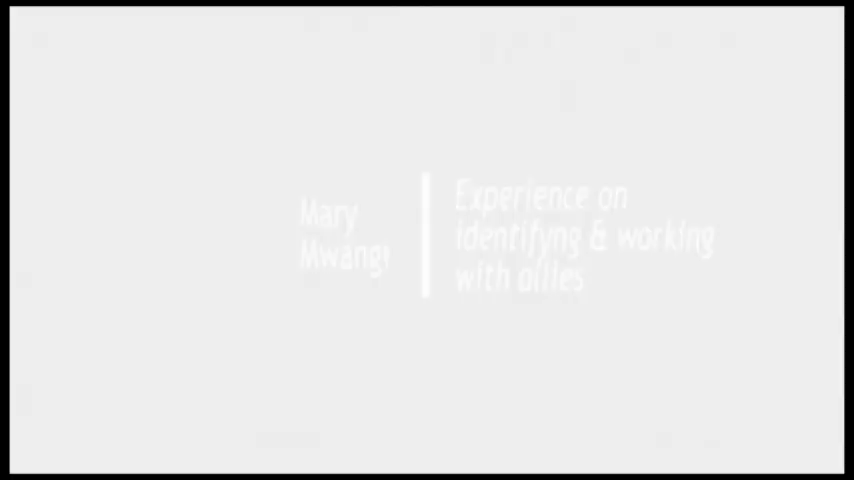 Mary
Mwangi
Experience on
identifyng & working
with allies